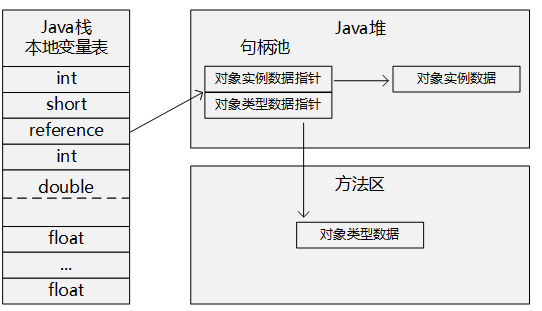 Java栈
本地变量表
int
short
reference
int
double
float
...
float
Java堆
句柄池
对象实例数据指针
对象类型数据指针
对象实例数据
方法区
对象类型数据